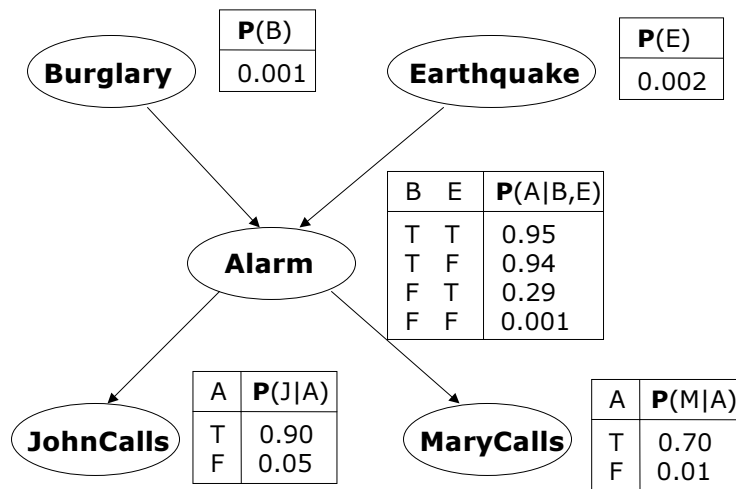 P(B)
0.001
Burglary
P(E)
0.002
Earthquake
B E P(A|B,E)
T T 0.95
T F 0.94
F T 0.29
F F 0.001
Alarm
A P(J|A)
T 0.90
F 0.05
JohnCalls
A P(M|A)
T 0.70
F 0.01
MaryCalls